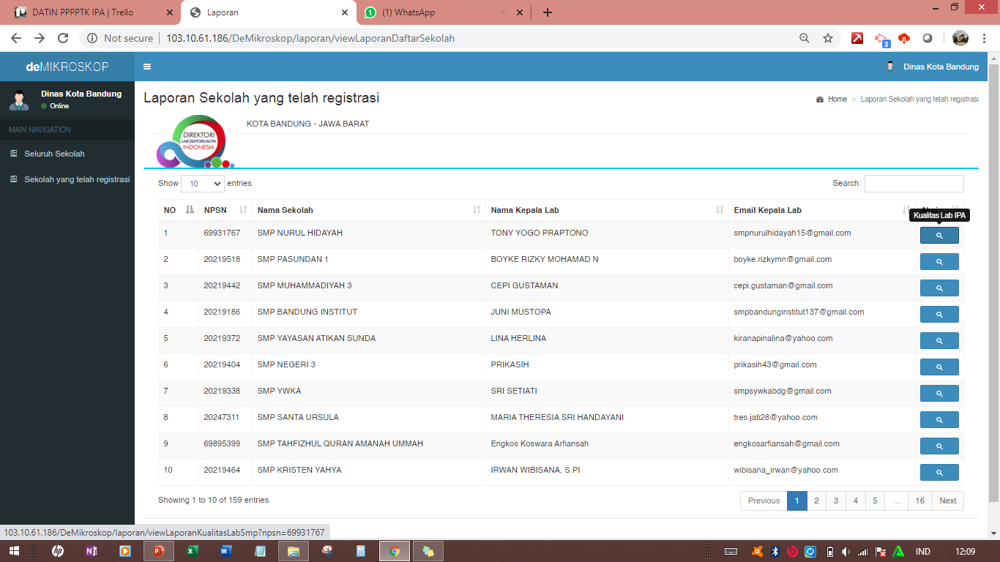 DATIN PPPPTK IPA | Trello
Laporan
(1) WhatsApp
Not secure
103.10.61.186/DeMikroskop/laporan/viewLaporanDaftarSekolah
3
deMIKROSKOP
Dinas Kota Bandung
Dinas Kota Bandung
Online
MAIN NAVIGATION
Seluruh Sekolah
Sekolah yang telah registrasi
Laporan Sekolah yang telah registrasi
Home > Laporan Sekolah yang telah registrasi
DIREKTORI
LABORATORIUM IPA
INDONESIA
KOTA BANDUNG - JAWA BARAT
Show 10 entries
Search:
NO NPSN Nama Sekolah Nama Kepala Lab Email Kepala Lab
Kualitas Lab IPA
1 69931767 SMP NURUL HIDAYAH TONY YOGO PRAPTONO smpnurulhidayah15@gmail.com
2 20219518 SMP PASUNDAN 1 BOYKE RIZKY MOHAMAD N boyke.rizkymn@gmail.com
3 20219442 SMP MUHAMMADIYAH 3 CEPI GUSTAMAN cepi.gustaman@gmail.com
4 20219186 SMP BANDUNG INSTITUT JUNI MUSTOPA smpbandunginstitut137@gmail.com
5 20219372 SMP YAYASAN ATIKAN SUNDA LINA HERLINA kiranapinalina@yahoo.com
6 20219404 SMP NEGERI 3 PRIKASIH prikasih43@gmail.com
7 20219338 SMP YWKA SRI SETIATI smpsywkabdg@gmail.com
8 20247311 SMP SANTA URSULA MARIA THERESIA SRI HANDAYANI tres.jati28@yahoo.com
9 69895399 SMP TAHFIZHUL QURAN AMANAH UMMAH Engkos Koswara Arfiansah engkosarfiansah@gmail.com
10 20219464 SMP KRISTEN YAHYA IRWAN WIBISANA, S.PI wibisana_irwan@yahoo.com
Showing 1 to 10 of 159 entries
Previous 1 2 3 4 5 … 16 Next
103.10.61.186/DeMikroskop/laporan/viewLaporanKualitasLabSmp?npsn=69931767
IND
12:09